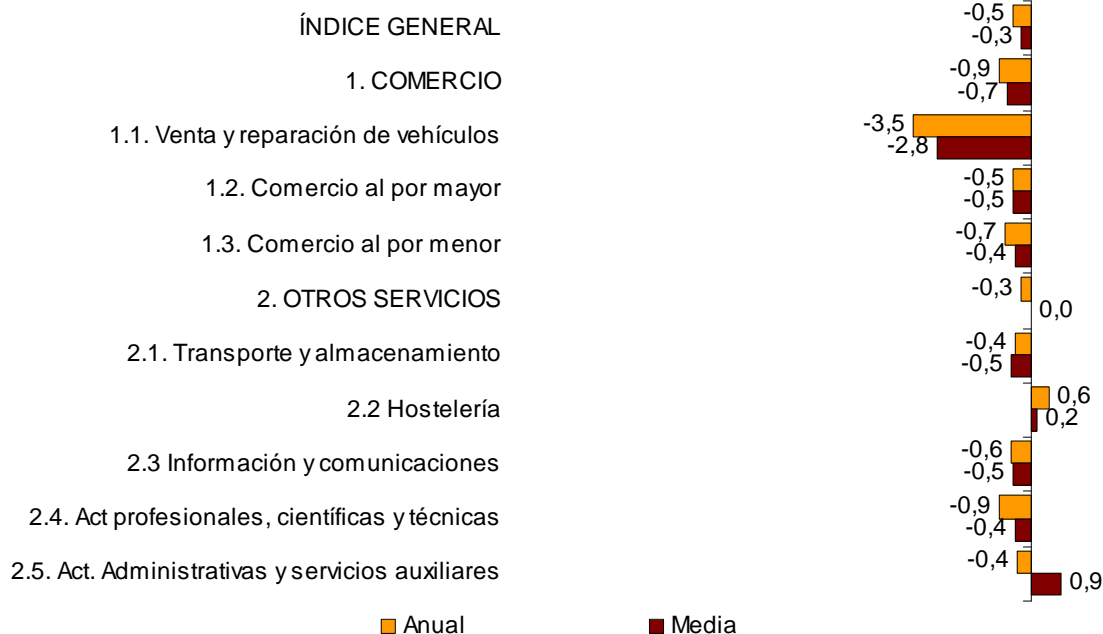 ÍNDICE GENERAL
-0,5
-0,3
1. COMERCIO
-0,9
-0,7
1.1. Venta y reparación de vehículos
-3,5
-2,8
1.2. Comercio al por mayor
-0,5
-0,5
1.3. Comercio al por menor
-0,7
-0,4
2. OTROS SERVICIOS
-0,3
0,0
2.1. Transporte y almacenamiento
-0,4
-0,5
2.2 Hostelería
0,6
0,2
2.3 Información y comunicaciones
-0,6
-0,5
2.4. Act profesionales, científicas y técnicas
-0,9
-0,4
2.5. Act. Administrativas y servicios auxiliares
-0,4
0,9
Anual
Media